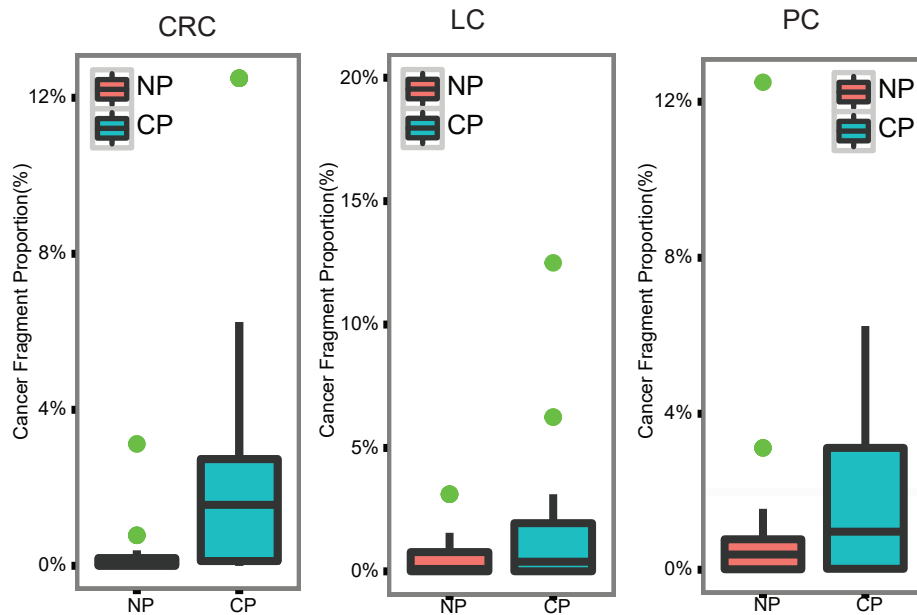 CRC
LC
PC
NP
CP
NP
CP
NP
CP
Cancer Fragment Proportion(%)
12%
8%
4%
0%
NP
CP
Cancer Fragment Proportion(%)
20%
15%
10%
5%
0%
NP
CP
Cancer Fragment Proportion(%)
12%
8%
4%
0%
NP
CP